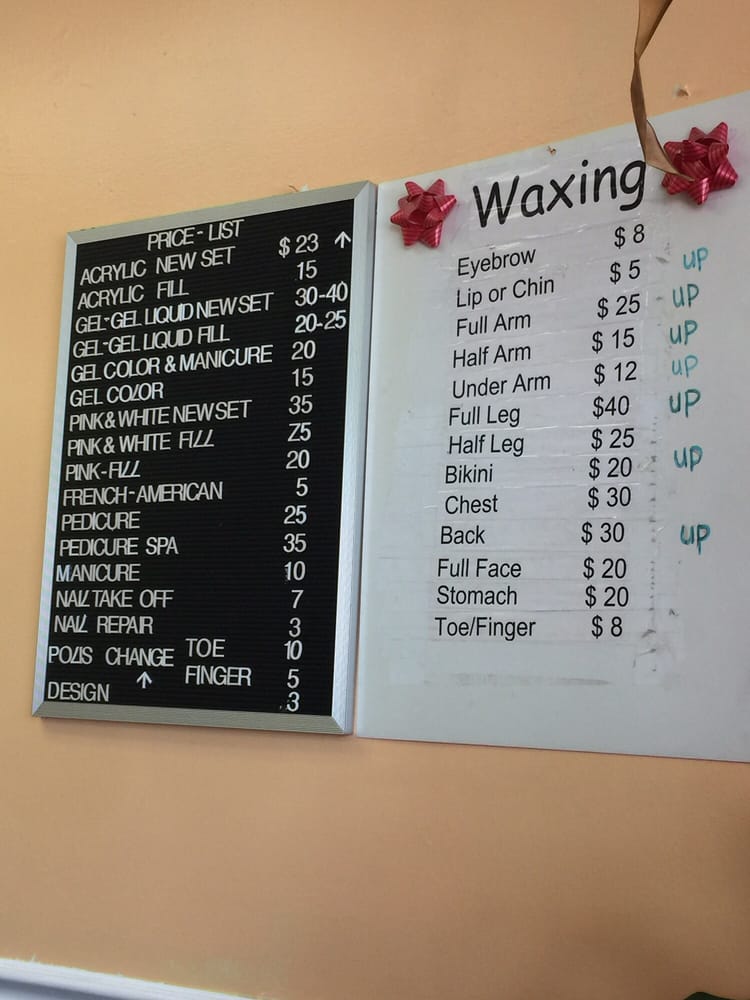 PRICE-LIST
ACRYLIC NEW SET $23 ↑
ACRYLIC FILL 15
GEL-GEL LIQUID NEW SET 30-40
GEL-GEL LIQUID FILL 20-25
GEL COLOR & MANICURE 20
GEL COLOR 15
PINK & WHITE NEW SET 35
PINK & WHITE FILL Z5
PINK-FILL 20
FRENCH-AMERICAN 5
PEDICURE 25
PEDICURE SPA 35
MANICURE 10
NAIL TAKE OFF 7
NAIL REPAIR 3
POLIS CHANGE TOE 10
FINGER 5
DESIGN ↑ 3
Waxing
Eyebrow $ 8
Lip or Chin $ 5 up
Full Arm $ 25 - up
Half Arm $ 15 up
Under Arm $ 12 up
Full Leg $40 up
Half Leg $ 25
Bikini $ 20 up
Chest $ 30
Back $ 30 up
Full Face $ 20
Stomach $ 20
Toe/Finger $ 8